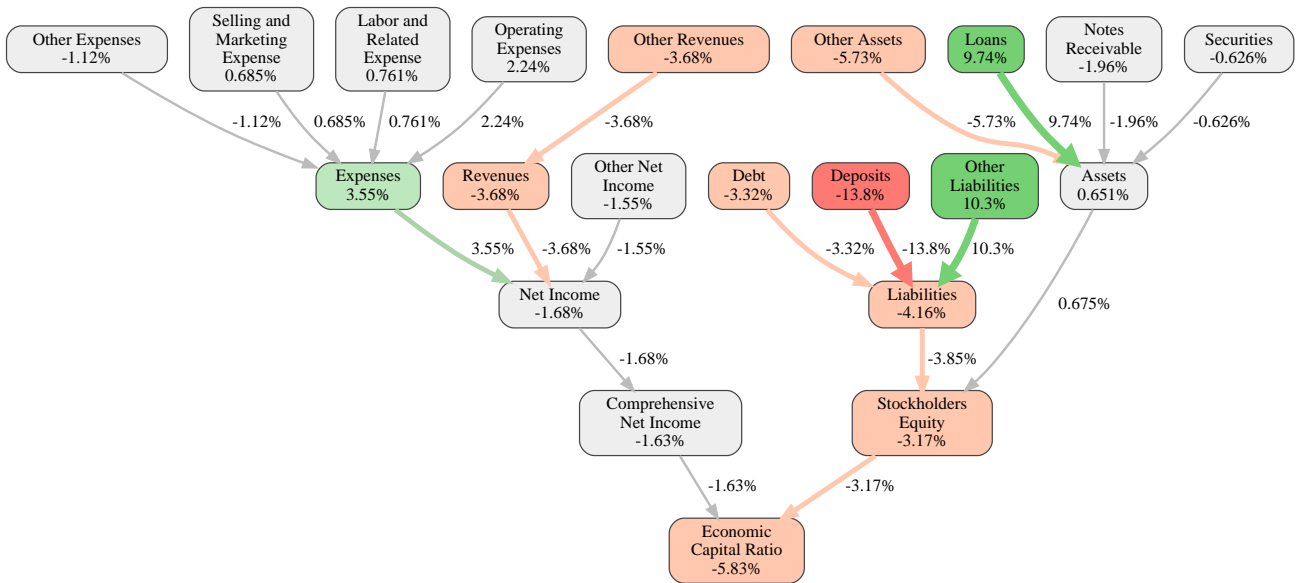 Other Expenses
-1.12%
Selling and
Marketing
Expense
0.685%
Labor and
Related
Expense
0.761%
Operating
Expenses
2.24%
Other Revenues
-3.68%
Other Assets
-5.73%
Loans
9.74%
Notes
Receivable
-1.96%
Securities
-0.626%
-1.12%
0.685%
0.761%
2.24%
-3.68%
-5.73%
9.74%
-1.96%
-0.626%
Expenses
3.55%
Revenues
-3.68%
Other Net
Income
-1.55%
Debt
-3.32%
Deposits
-13.8%
Other
Liabilities
10.3%
Assets
0.651%
3.55%
-3.68%
-1.55%
-3.32%
-13.8%
10.3%
Net Income
-1.68%
Liabilities
-4.16%
0.675%
-1.68%
-3.85%
Comprehensive
Net Income
-1.63%
Stockholders
Equity
-3.17%
-1.63%
-3.17%
Economic
Capital Ratio
-5.83%